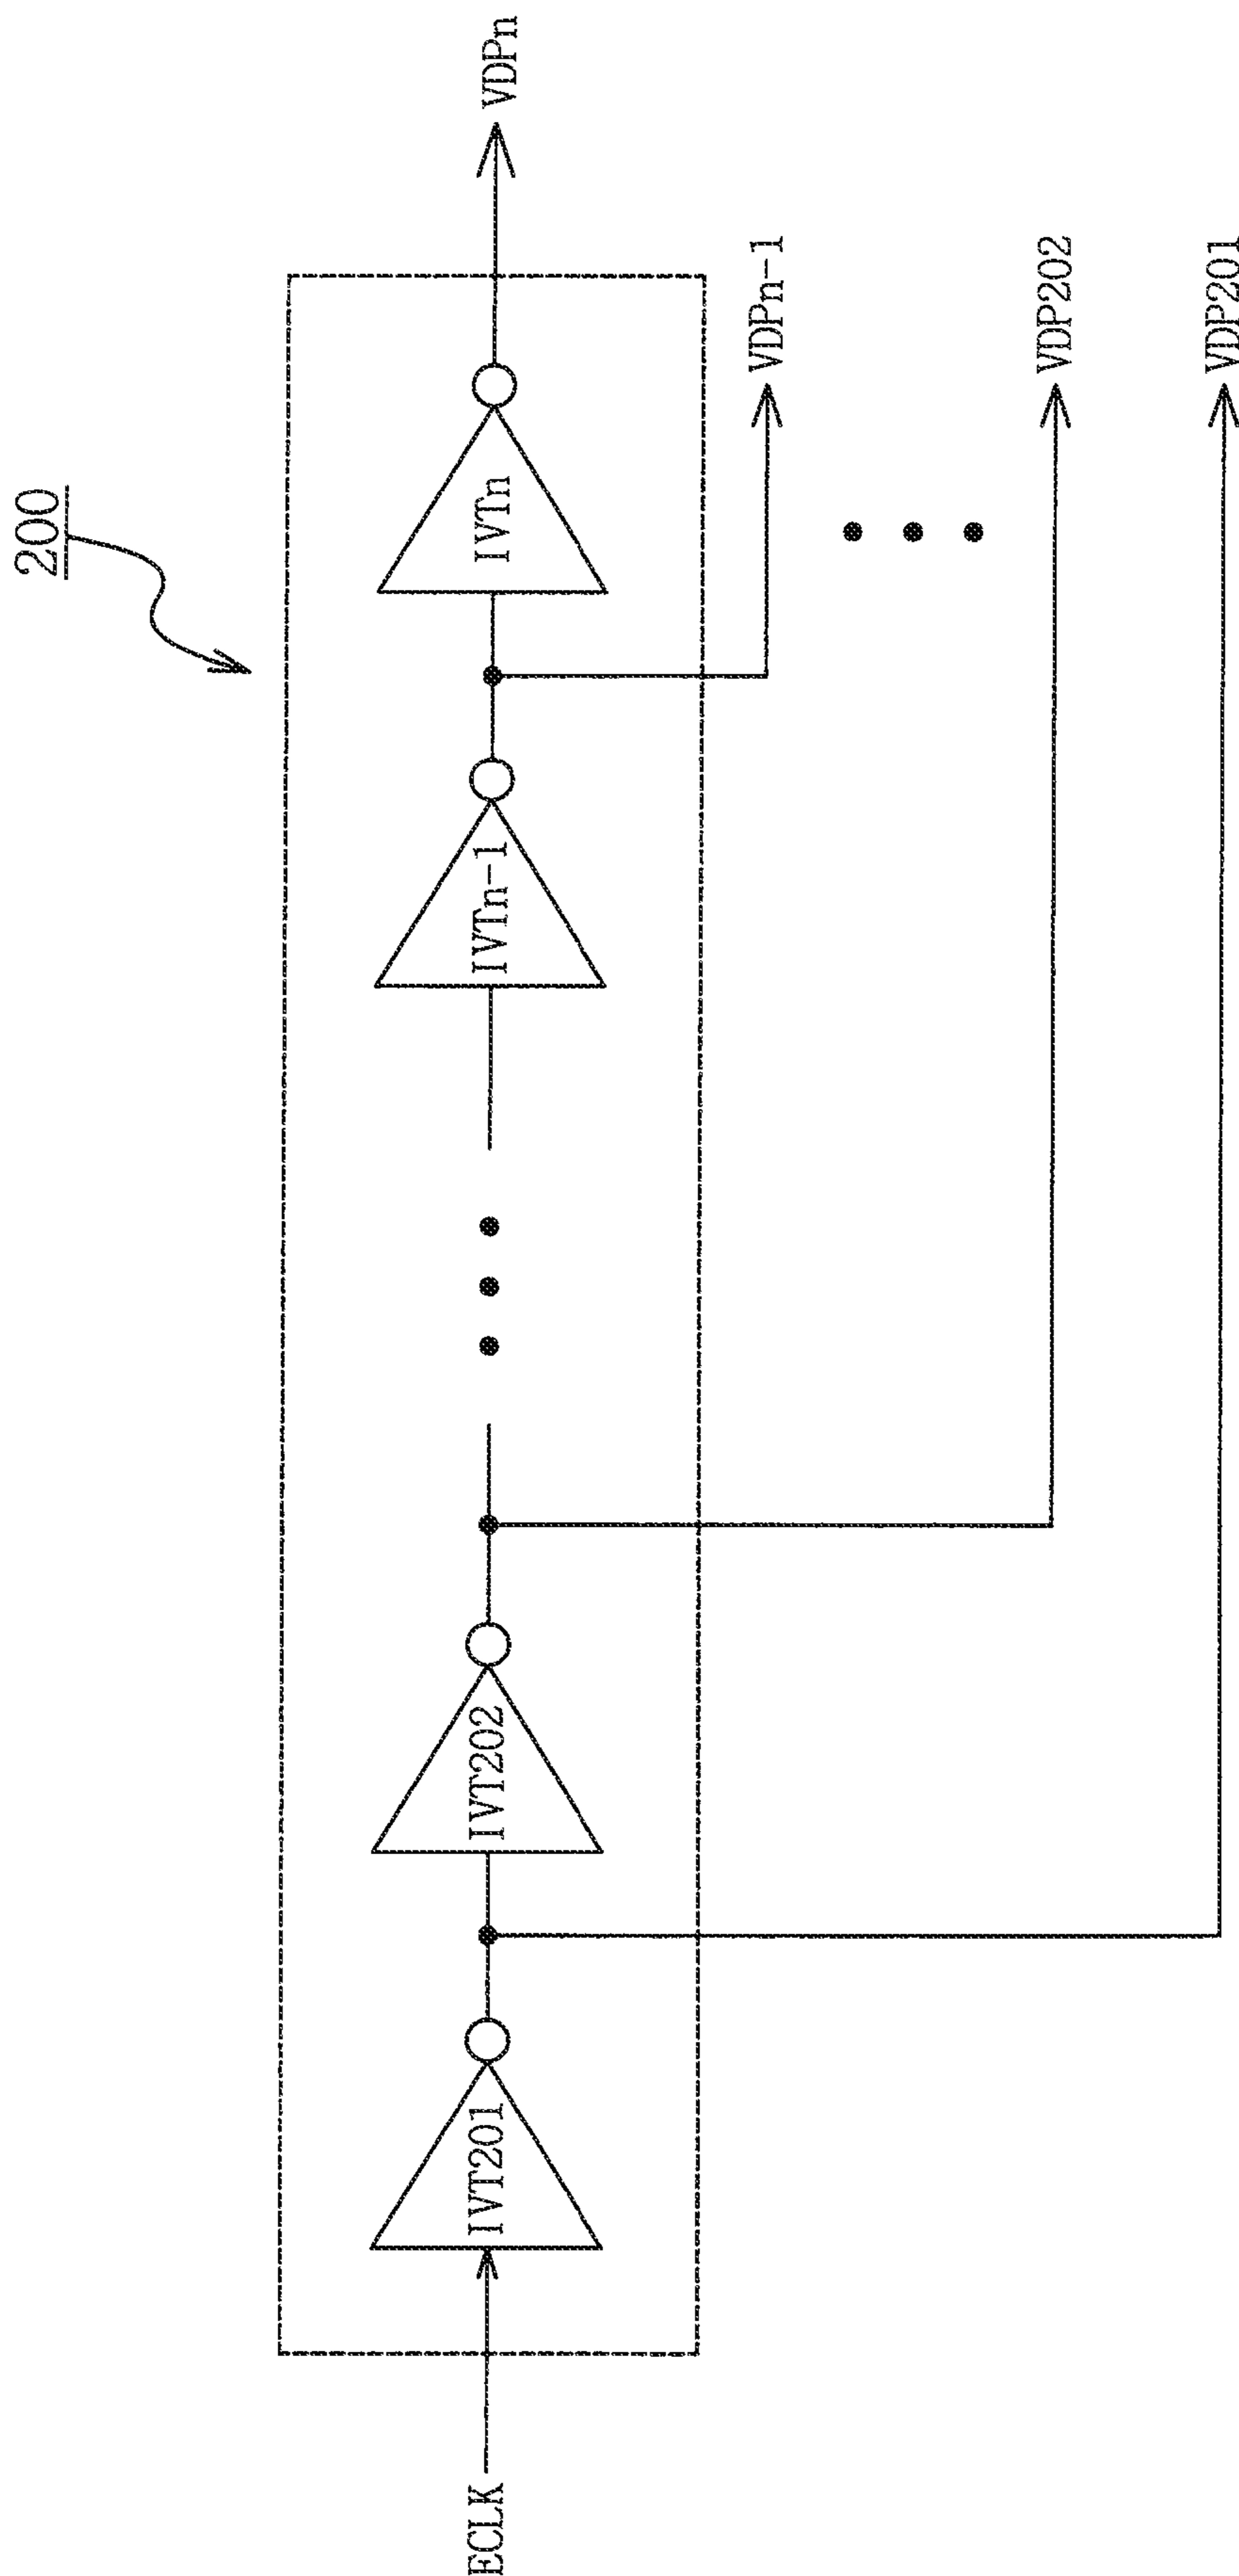 200
ECLK
IVT201
IVT202
IVTn-1
IVTn
VDPn
VDPn-1
VDP202
VDP201